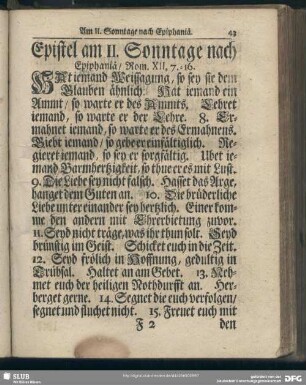 Am II. Sonntage nach Epiphaniä. 43
Epistel am II. Sonntage nach
Epiphaniä / Rom. XII, 7.-16.
HAt iemand Weissagung, so sey sie dem
Glauben ähnlich. Hat iemand ein
Ammt / so warte er des Ammts. Lehret
iemand, so warte er der Lehre. 8. Er-
mahnet iemand, so warte er des Ermahnens.
Giebt iemand / so gebe er einfältiglich. Re-
gieret iemand / so sey er sorgfältig. Ubet ie-
mand Barmhertzigkeit, so thue er es mit Lust.
9. Die Liebe sey nicht falsch. Hasset das Arge,
hanget dem Guten an. 10. Die brüderliche
Liebe unter einander sey hertzlich. Einer kom-
me den andern mit Ehrerbietung zuvor.
11. Seyd nicht träge, was ihr thun solt. Seyd
brünstig im Geist. Schicket euch in die Zeit.
12. Seyd frölich in Hoffnung, gedultig in
Trübsal. Haltet an am Gebet. 13. Neh-
met euch der heiligen Nothdurfft an. Her-
berget gerne. 14. Segnet die euch verfolgen /
segnet und fluchet nicht. 15. Freuet euch mit
F 2 den
SLUB
DFG